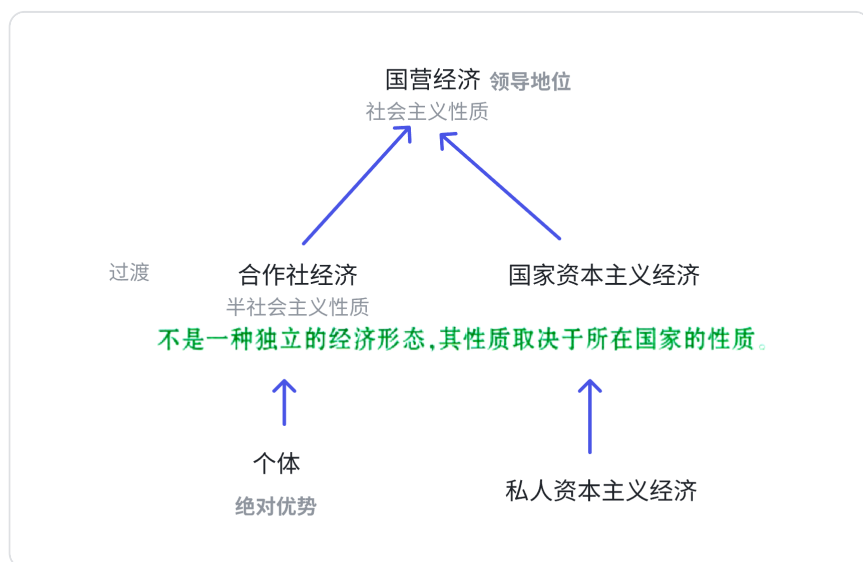 国营经济 领导地位
社会主义性质
过渡 合作社经济 国家资本主义经济
半社会主义性质
不是一种独立的经济形态,其性质取决于所在国家的性质。
个体
绝对优势
私人资本主义经济